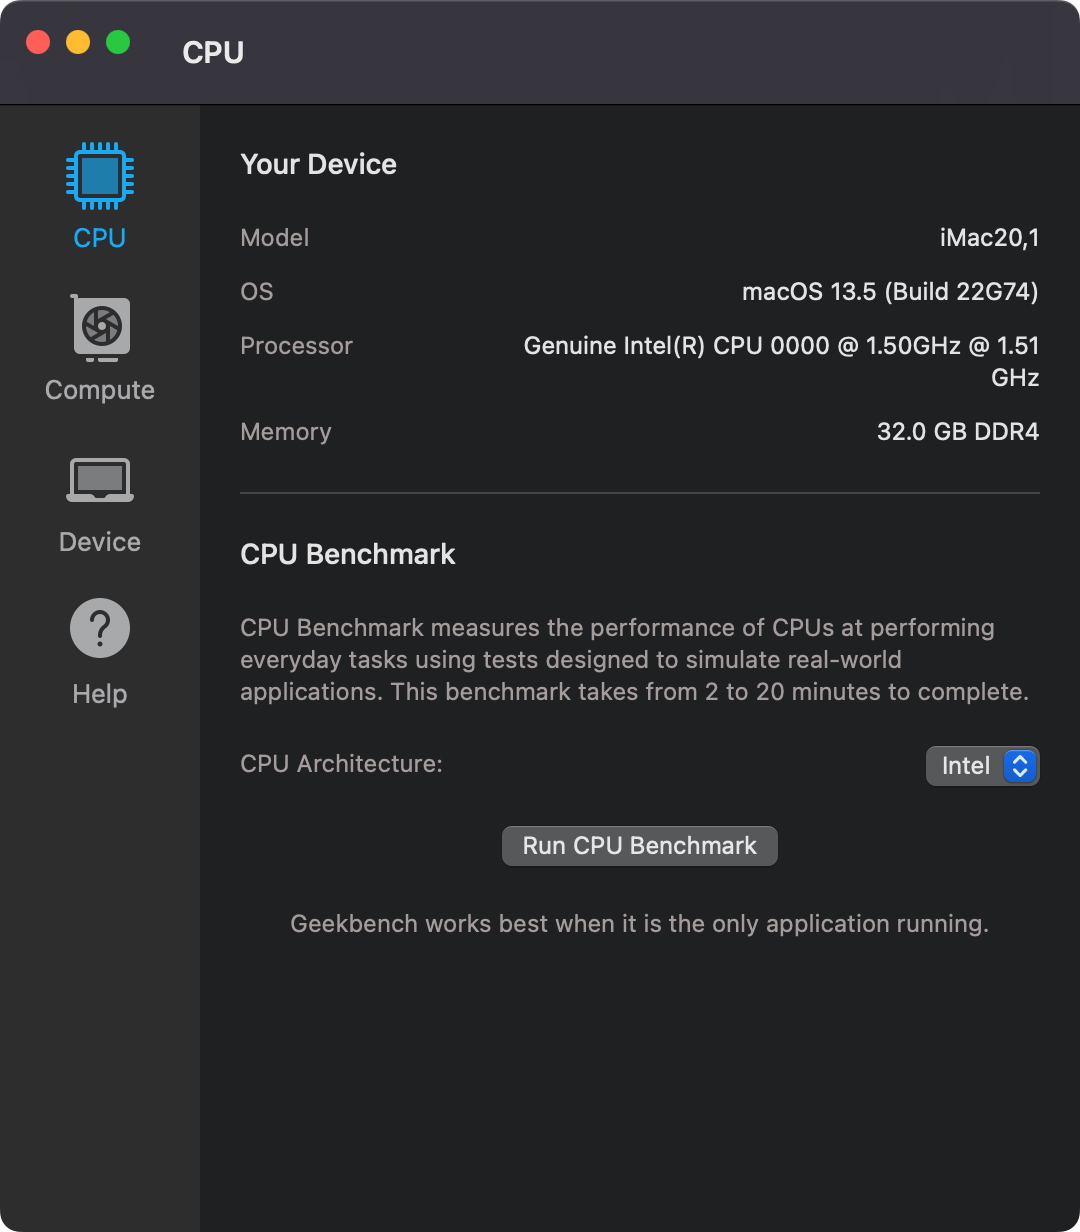 CPU
CPU
Compute
Device
Help
Your Device
Model iMac20,1
OS macOS 13.5 (Build 22G74)
Processor Genuine Intel(R) CPU 0000 @ 1.50GHz @ 1.51
GHz
Memory 32.0 GB DDR4
CPU Benchmark
CPU Benchmark measures the performance of CPUs at performing
everyday tasks using tests designed to simulate real-world
applications. This benchmark takes from 2 to 20 minutes to complete.
CPU Architecture: Intel
Run CPU Benchmark
Geekbench works best when it is the only application running.